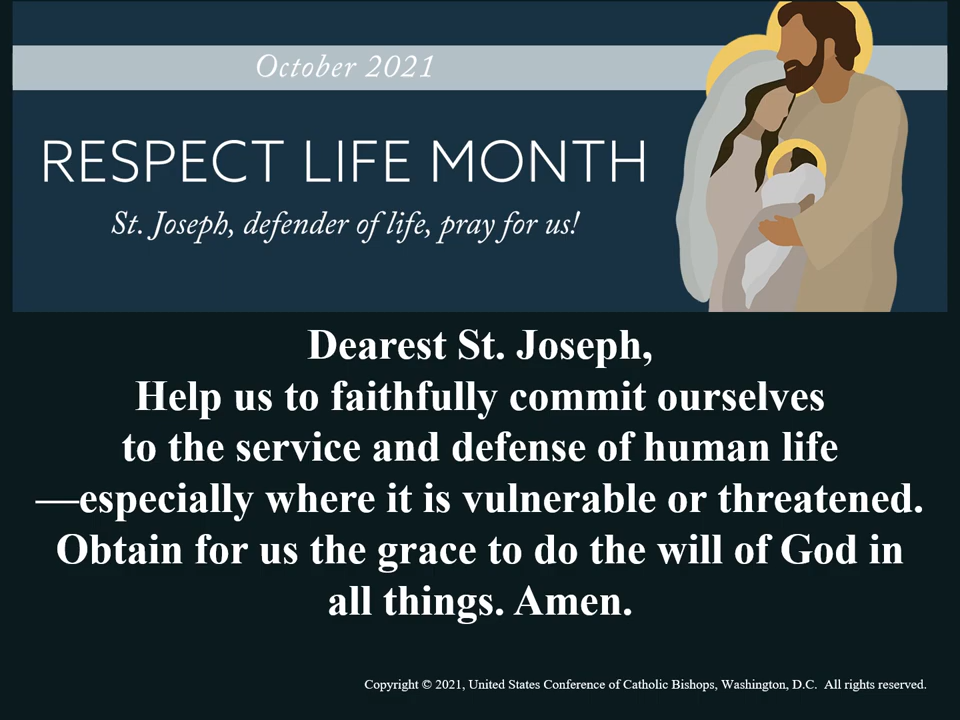 October 2021
RESPECT LIFE MONTH
St. Joseph, defender of life, pray for us!
Dearest St. Joseph,
Help us to faithfully commit ourselves
to the service and defense of human life
—especially where it is vulnerable or threatened.
Obtain for us the grace to do the will of God in
all things. Amen.
Copyright © 2021, United States Conference of Catholic Bishops, Washington, D.C.  All rights reserved.